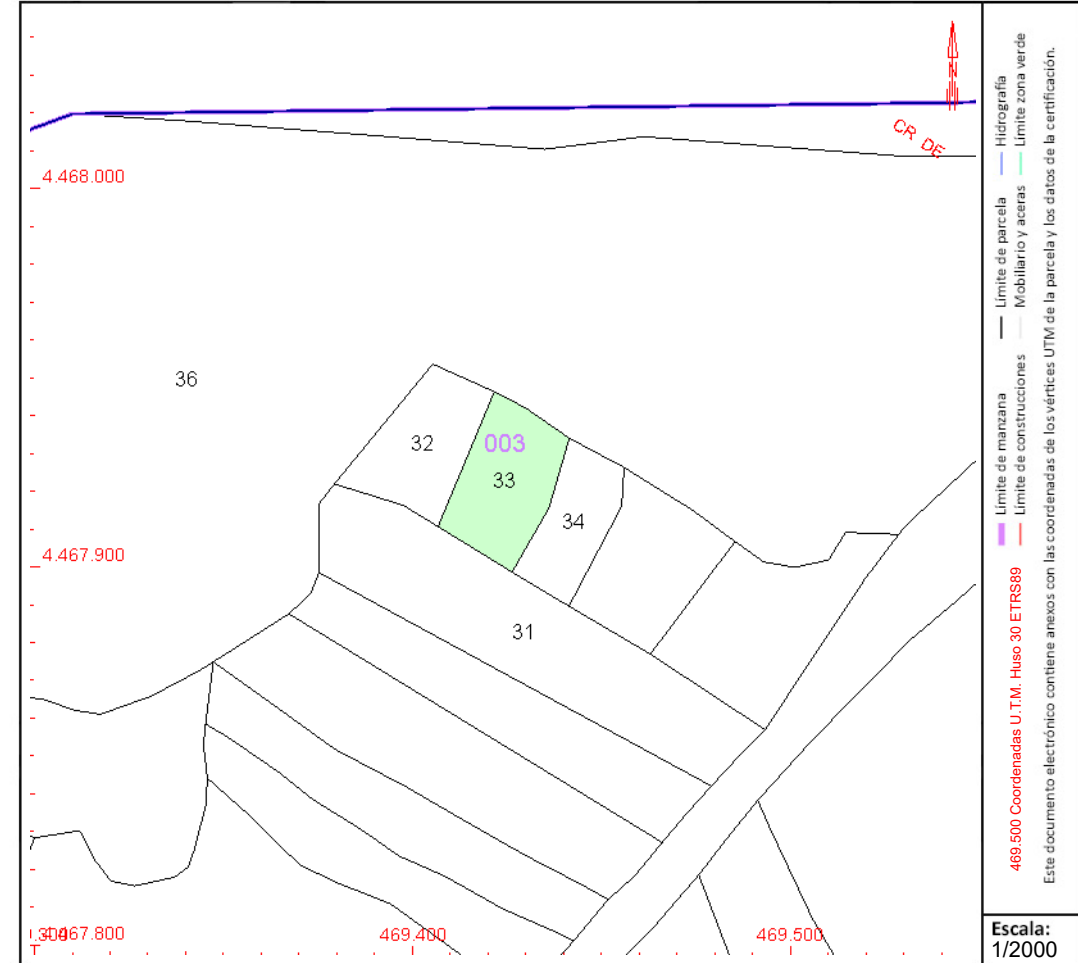 N
CR DE
4.468.000
36
32
003
33
34
4.467.900
31
4.467.800
469.400
469.500
Límite de manzana
Límite de parcela
Hidrografía
Límite de construcciones
Mobiliario y aceras
Límite zona verde
469.500 Coordenadas U.T.M. Huso 30 ETRS89
Este documento electrónico contiene anexos con las coordenadas de los vértices UTM de la parcela y los datos de la certificación.
Escala:
1/2000